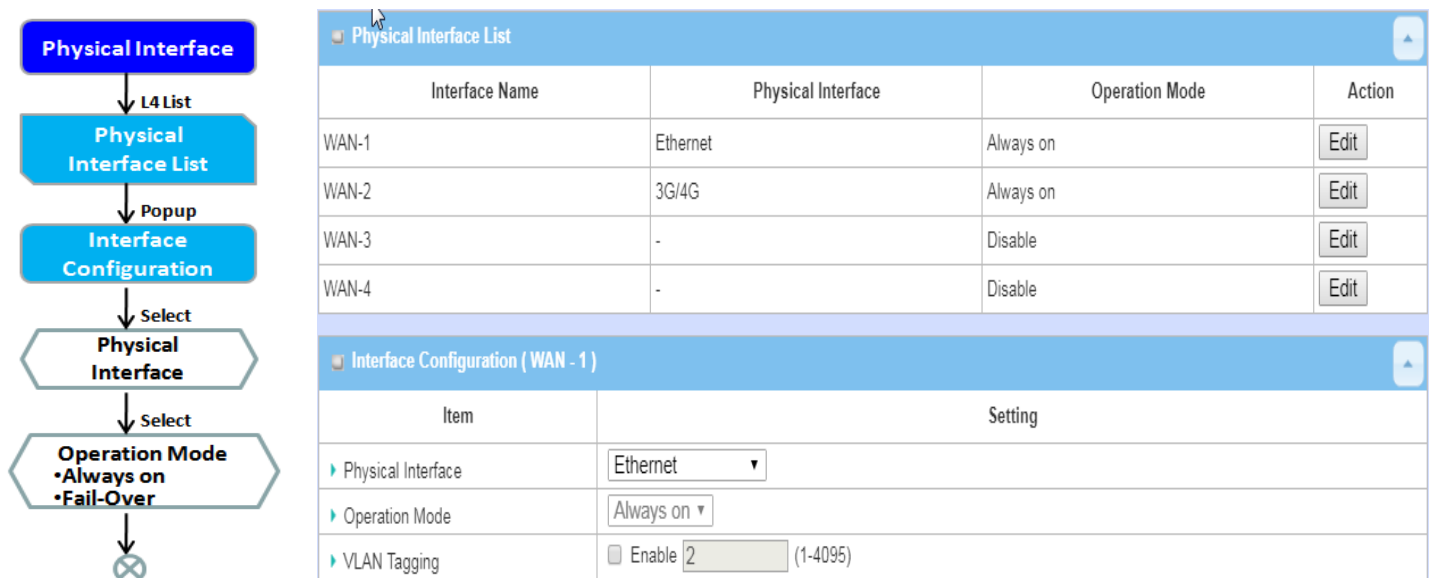 Physical Interface
L4 List
Physical
Interface List
Popup
Interface
Configuration
Select
Physical
Interface
Select
Operation Mode
•Always on
•Fail-Over
Physical Interface List
Interface Name Physical Interface Operation Mode Action
WAN-1 Ethernet Always on Edit
WAN-2 3G/4G Always on Edit
WAN-3 - Disable Edit
WAN-4 - Disable Edit
Interface Configuration ( WAN - 1 )
Item Setting
Physical Interface Ethernet
Operation Mode Always on
VLAN Tagging Enable 2 (1-4095)